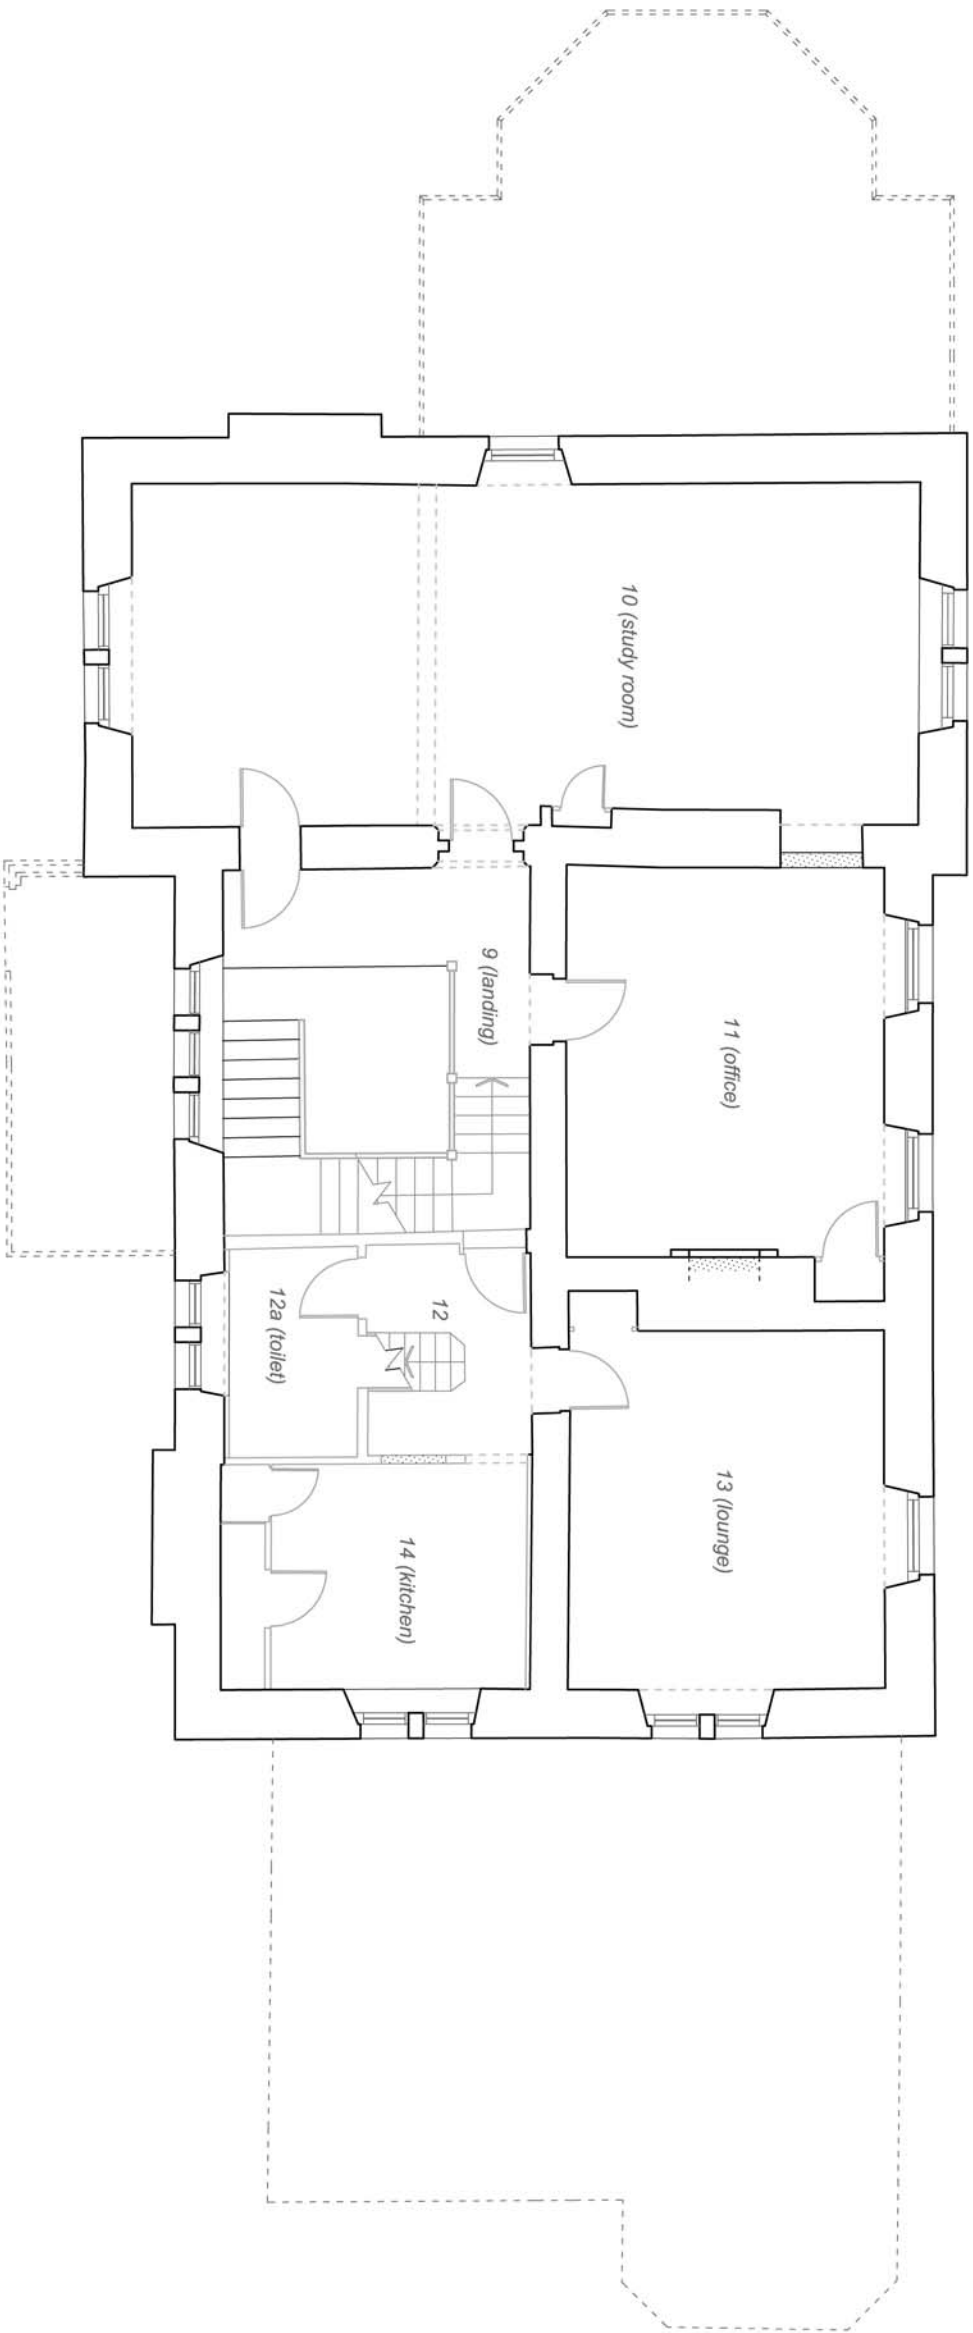 10 (study room)
9 (landing)
11 (office)
12
12a (toilet)
13 (lounge)
14 (kitchen)